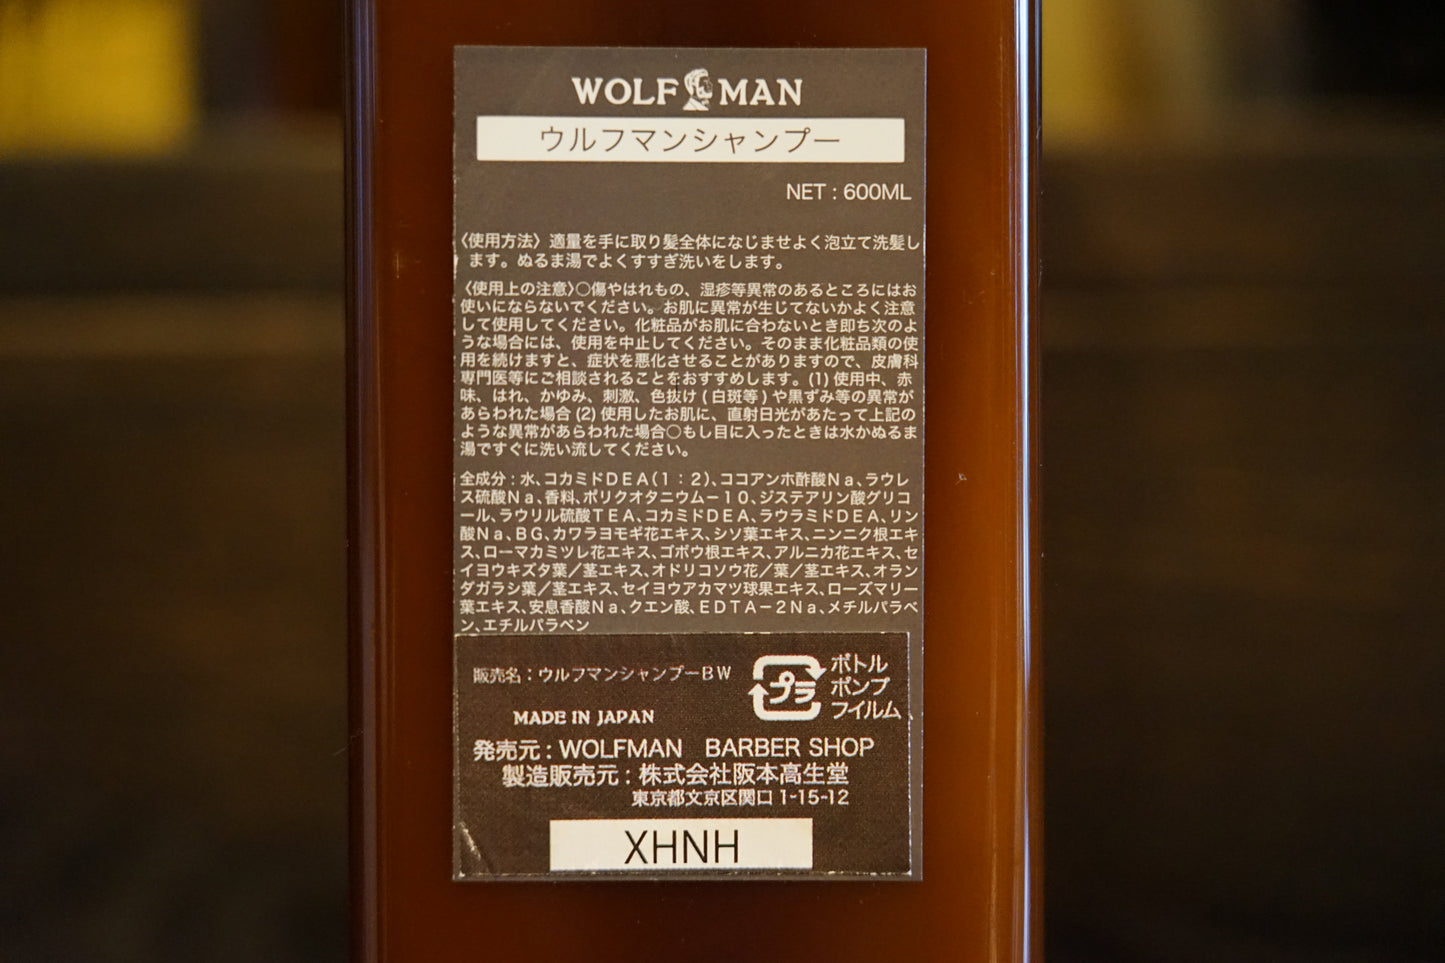 WOLF MAN
ウルフマンシャンプー
NET : 600ML
〈使用方法〉適量を手に取り髪全体になじませよく泡立て洗髪し
ます。ぬるま湯でよくすすぎ洗いをします。
〈使用上の注意〉○傷やはれもの、湿疹等異常のあるところにはお
使いにならないでください。お肌に異常が生じてないかよく注意
して使用してください。化粧品がお肌に合わないとき即ち次のよ
うな場合には、使用を中止してください。そのまま化粧品類の使
用を続けますと、症状を悪化させることがありますので、皮膚科
専門医等にご相談されることをおすすめします。(1) 使用中、赤
味、はれ、かゆみ、刺激、色抜け ( 白斑等 ) や黒ずみ等の異常が
あらわれた場合 (2) 使用したお肌に、直射日光があたって上記の
ような異常があらわれた場合○もし目に入ったときは水かぬるま
湯ですぐに洗い流してください。
全成分 : 水、コカミドＤＥＡ（１：２）、ココアンホ酢酸Ｎａ、ラウレ
ス硫酸Ｎａ、香料、ポリクオタニウム－１０、ジステアリン酸グリコ
ール、ラウリル硫酸ＴＥＡ、コカミドＤＥＡ、ラウラミドＤＥＡ、リン
酸Ｎａ、ＢＧ、カワラヨモギ花エキス、シソ葉エキス、ニンニク根エキ
ス、ローマカミツレ花エキス、ゴボウ根エキス、アルニカ花エキス、セ
イヨウキズタ葉／茎エキス、オドリコソウ花／葉／茎エキス、オラン
ダガラシ葉／茎エキス、セイヨウアカマツ球果エキス、ローズマリー
葉エキス、安息香酸Ｎａ、クエン酸、ＥＤＴＡ－２Ｎａ、メチルパラベ
ン、エチルパラベン
販売名：ウルフマンシャンプーＢＷ
プラ
ボトル
ポンプ
フイルム
MADE IN JAPAN
発売元 : WOLFMAN BARBER SHOP
製造販売元 : 株式会社阪本高生堂
東京都文京区関口 1-15-12
XHNH